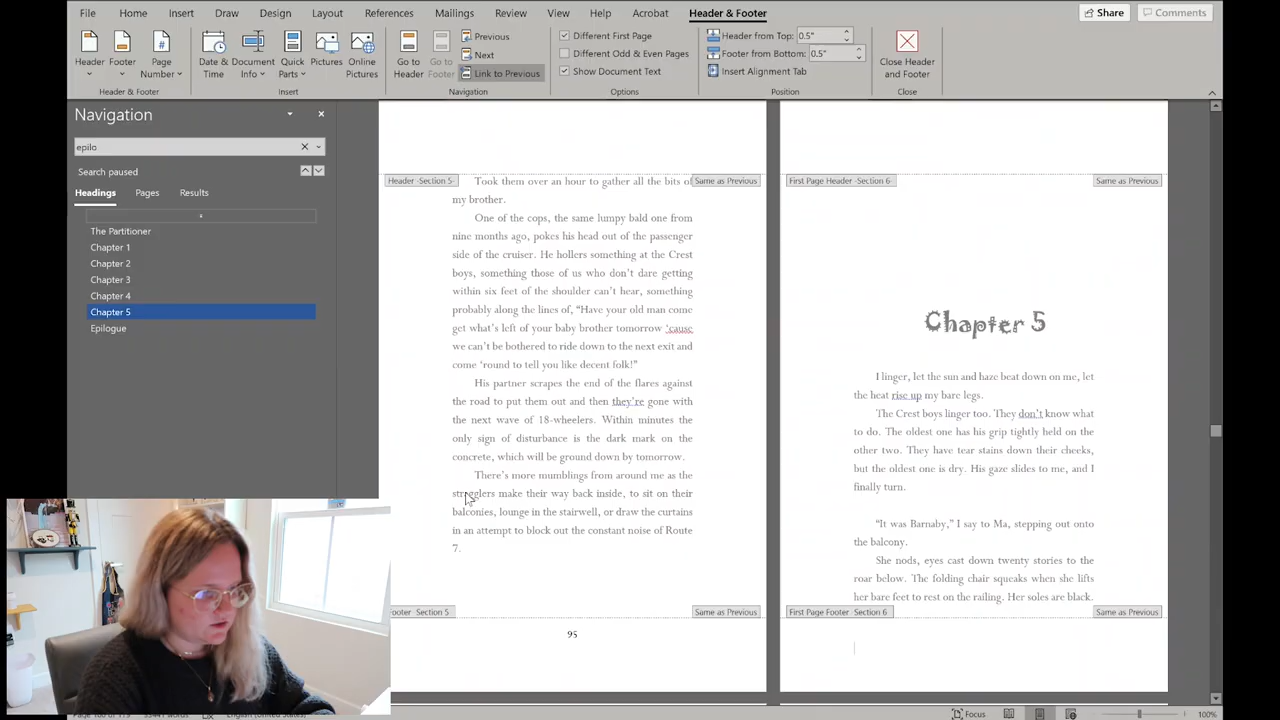 File Home Insert Draw Design Layout References Mailings Review View Help Acrobat Header & Footer Share Comments
Header Footer Page Number Date & Time Document Info Quick Parts Pictures Online Pictures Go to Header Go to Footer Previous Next Link to Previous
Different First Page
Different Odd & Even Pages
Show Document Text
Header from Top: 0.5"
Footer from Bottom: 0.5"
Insert Alignment Tab
Close Header and Footer
Header & Footer Insert Navigation Options Position Close
Navigation
epilo
Search paused
Headings Pages Results
The Partitioner
Chapter 1
Chapter 2
Chapter 3
Chapter 4
Chapter 5
Epilogue
Header -Section 5-
Same as Previous
Took them over an hour to gather all the bits of
my brother.
One of the cops, the same lumpy bald one from
nine months ago, pokes his head out of the passenger
side of the cruiser. He hollers something at the Crest
boys, something those of us who don’t dare getting
within six feet of the shoulder can’t hear, something
probably along the lines of, “Have your old man come
get what’s left of your baby brother tomorrow ‘cause
we can’t be bothered to ride down to the next exit and
come ‘round to tell you like decent folk!”
His partner scrapes the end of the flares against
the road to put them out and then they’re gone with
the next wave of 18-wheelers. Within minutes the
only sign of disturbance is the dark mark on the
concrete, which will be ground down by tomorrow.
There’s more mumblings from around me as the
stragglers make their way back inside, to sit on their
balconies, lounge in the stairwell, or draw the curtains
in an attempt to block out the constant noise of Route
7.
Footer -Section 5
Same as Previous
95
First Page Header -Section 6-
Same as Previous
Chapter 5
I linger, let the sun and haze beat down on me, let
the heat rise up my bare legs.
The Crest boys linger too. They don’t know what
to do. The oldest one has his grip tightly held on the
other two. They have tear stains down their cheeks,
but the oldest one is dry. His gaze slides to me, and I
finally turn.
“It was Barnaby,” I say to Ma, stepping out onto
the balcony.
She nods, eyes cast down twenty stories to the
roar below. The folding chair squeaks when she lifts
her bare feet to rest on the railing. Her soles are black.
First Page Footer -Section 6
Same as Previous
English (United States)
Focus
100%